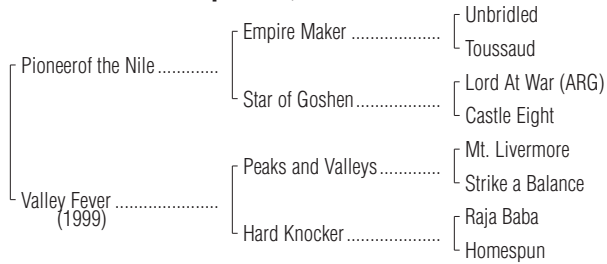 Unbridled
Empire Maker ..................
Toussaud
Pioneerof the Nile ............
Lord At War (ARG)
Star of Goshen .................
Castle Eight
Mt. Livermore
Peaks and Valleys ............
Strike a Balance
Valley Fever .....................
(1999)
Raja Baba
Hard Knocker ...................
Homespun